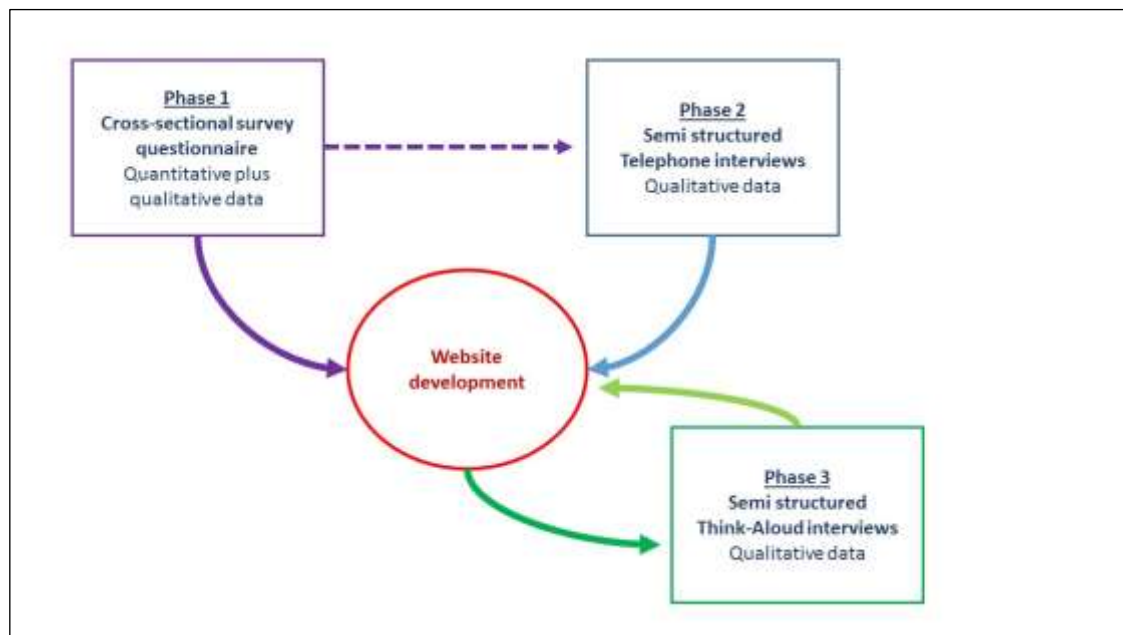 Phase 1
Cross-sectional survey
questionnaire
Quantitative plus
qualitative data
Phase 2
Semi structured
Telephone interviews
Qualitative data
Website
development
Phase 3
Semi structured
Think-Aloud interviews
Qualitative data